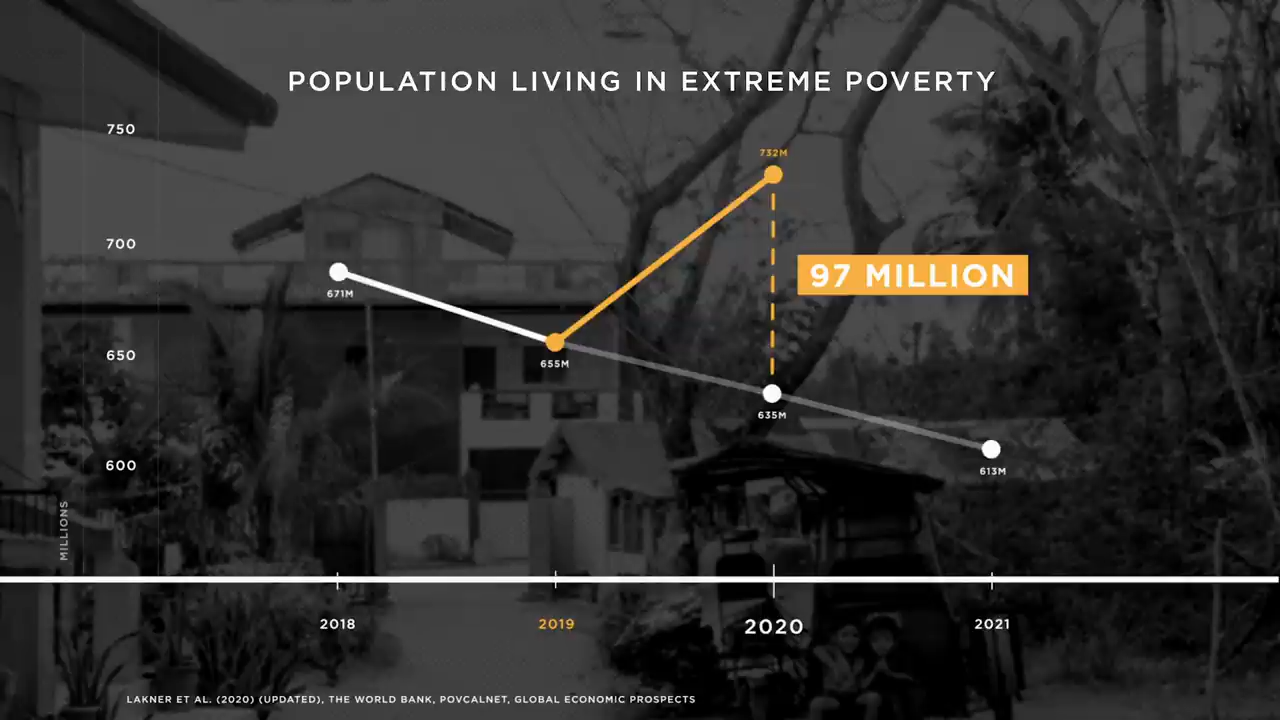 POPULATION LIVING IN EXTREME POVERTY
750
732M
700
97 MILLION
671M
650
655M
635M
600
613M
MILLIONS
2018
2019
2020
2021
LAKNER ET AL. (2020) (UPDATED), THE WORLD BANK, POVCALNET, GLOBAL ECONOMIC PROSPECTS